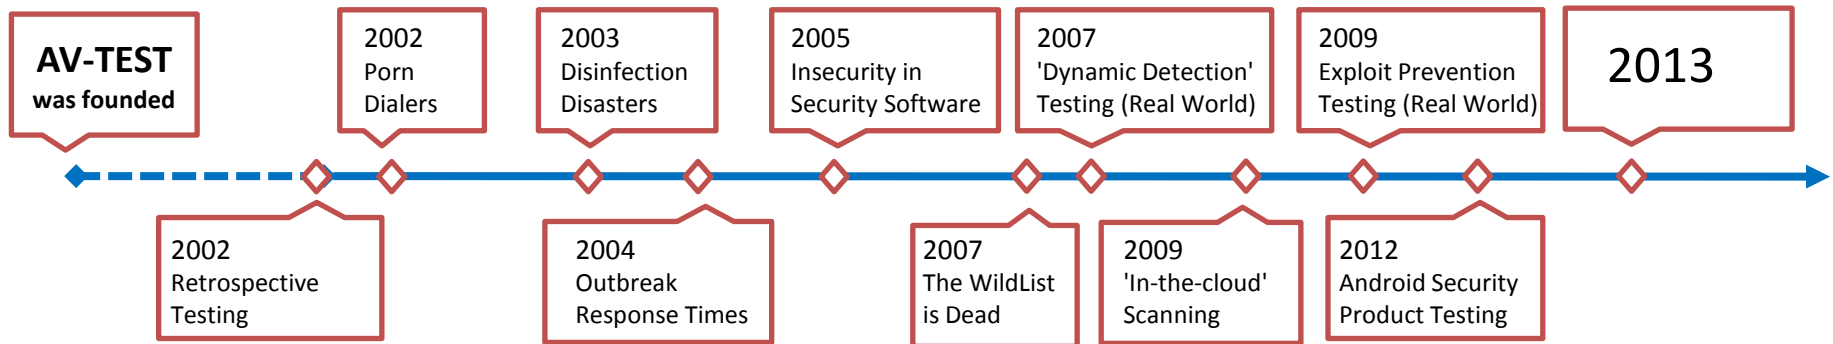 AV-TEST
was founded
2002
Porn
Dialers
2003
Disinfection
Disasters
2005
Insecurity in
Security Software
2007
'Dynamic Detection'
Testing (Real World)
2009
Exploit Prevention
Testing (Real World)
2013
2002
Retrospective
Testing
2004
Outbreak
Response Times
2007
The WildList
is Dead
2009
'In-the-cloud'
Scanning
2012
Android Security
Product Testing